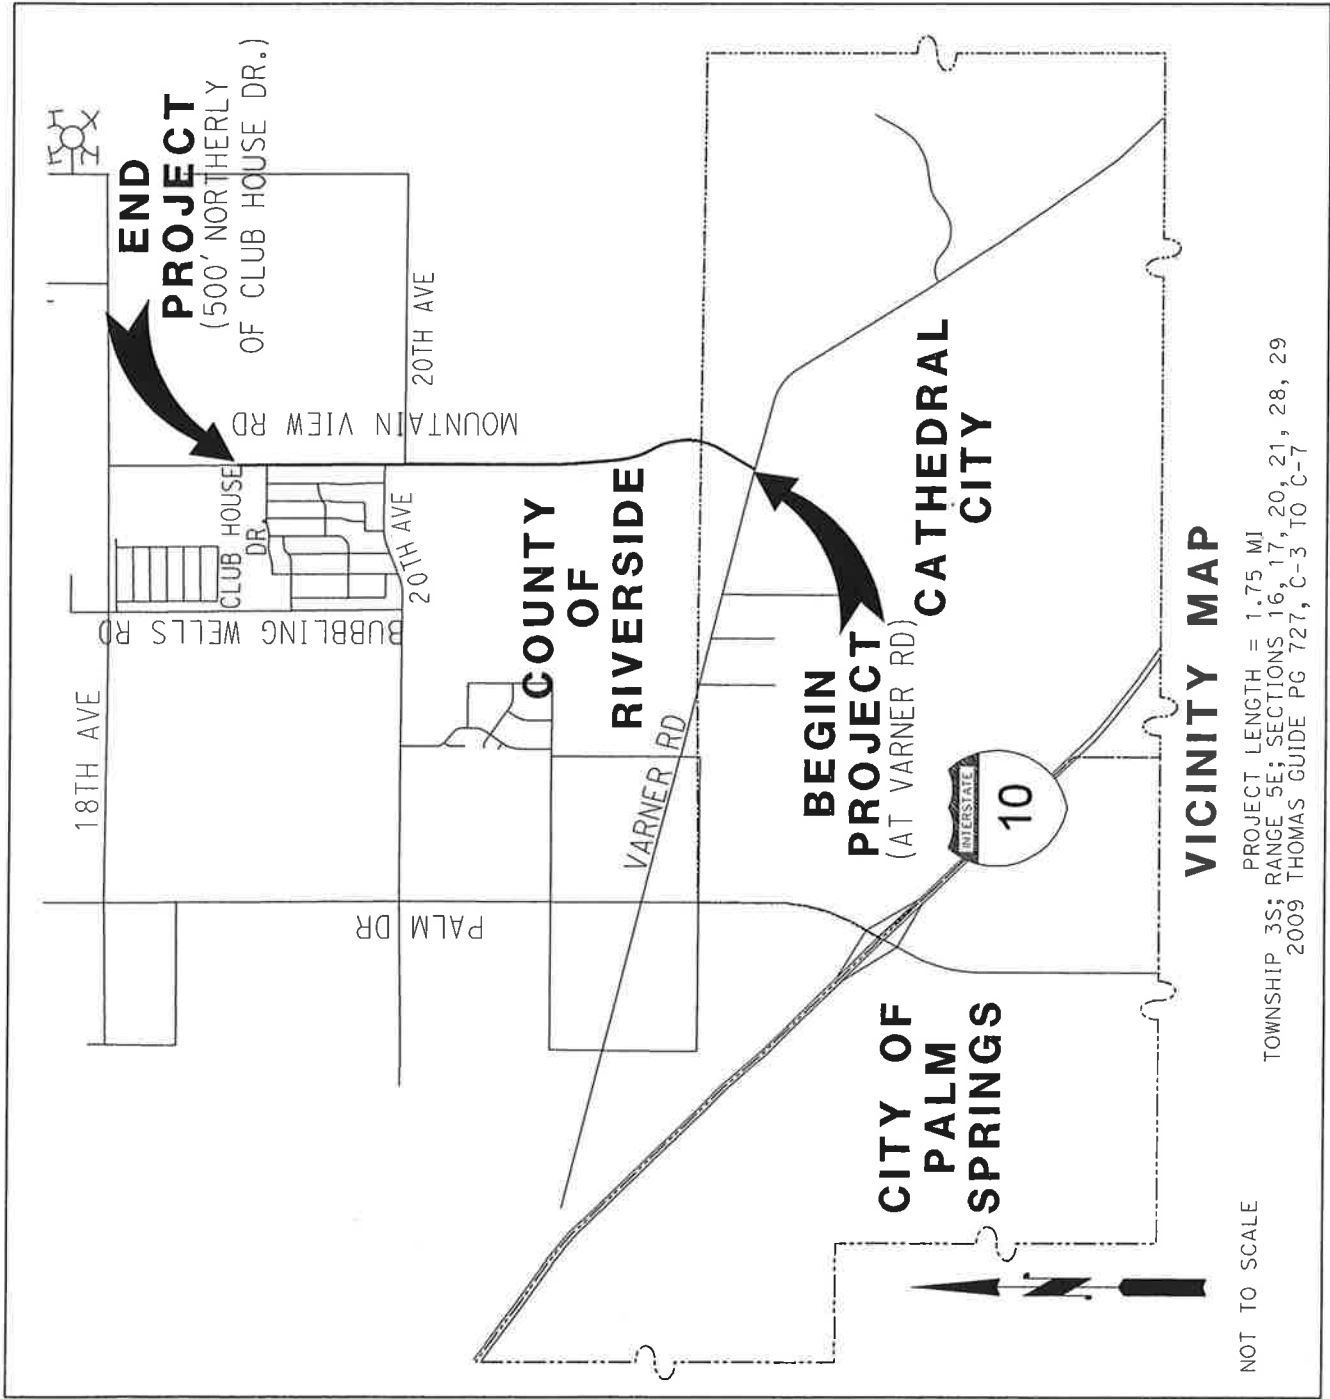 END
PROJECT
(500' NORTHERLY
OF CLUB HOUSE DR.)
18TH AVE
BUBBLING WELLS RD
CLUB HOUSE
DR
MOUNTAIN VIEW RD
20TH AVE
20TH AVE
PALM DR
COUNTY
OF
RIVERSIDE
VARNER RD
BEGIN
PROJECT
(AT VARNER RD)
CATHEDRAL
CITY
INTERSTATE
10
CITY OF
PALM
SPRINGS
N
NOT TO SCALE
VICINITY MAP
PROJECT LENGTH = 1.75 MI
TOWNSHIP 3S; RANGE 5E; SECTIONS 16, 17, 20, 21, 28, 29
2009 THOMAS GUIDE PG 727, C-3 TO C-7